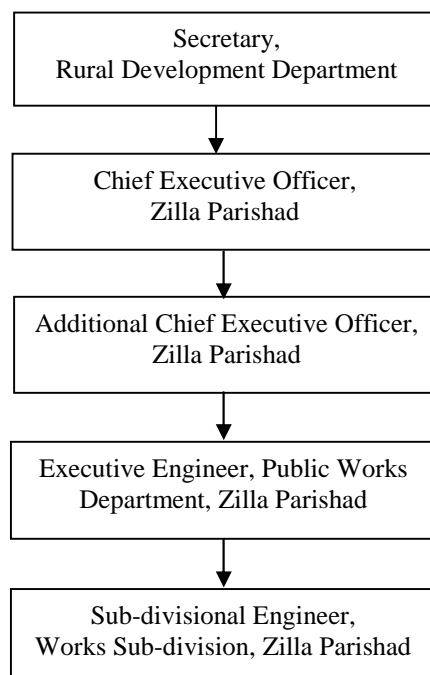 Secretary,
Rural Development Department
Chief Executive Officer,
Zilla Parishad
Additional Chief Executive Officer,
Zilla Parishad
Executive Engineer, Public Works
Department, Zilla Parishad
Sub-divisional Engineer,
Works Sub-division, Zilla Parishad